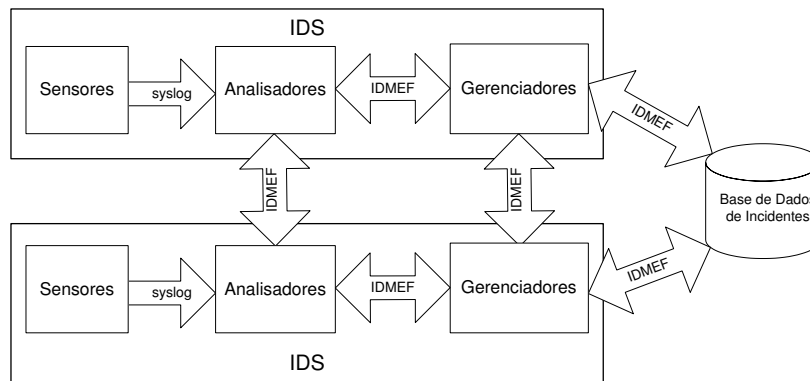 IDS
Sensores
syslog
Analisadores
IDMEF
Gerenciadores
IDMEF
IDMEF
IDMEF
Base de Dados
de Incidentes
Sensores
syslog
Analisadores
IDMEF
Gerenciadores
IDMEF
IDS